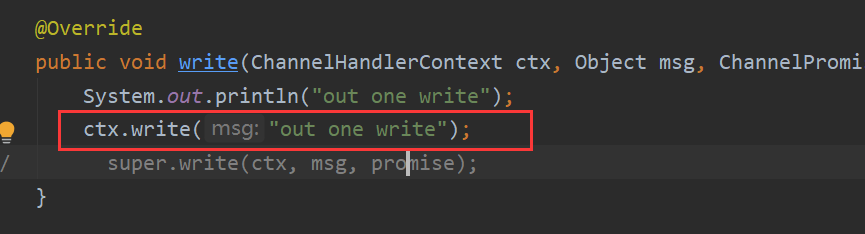 @Override
public void write(ChannelHandlerContext ctx, Object msg, ChannelPromi
System.out.println("out one write");
ctx.write( msg: "out one write");
/ super.write(ctx, msg, promise);
}